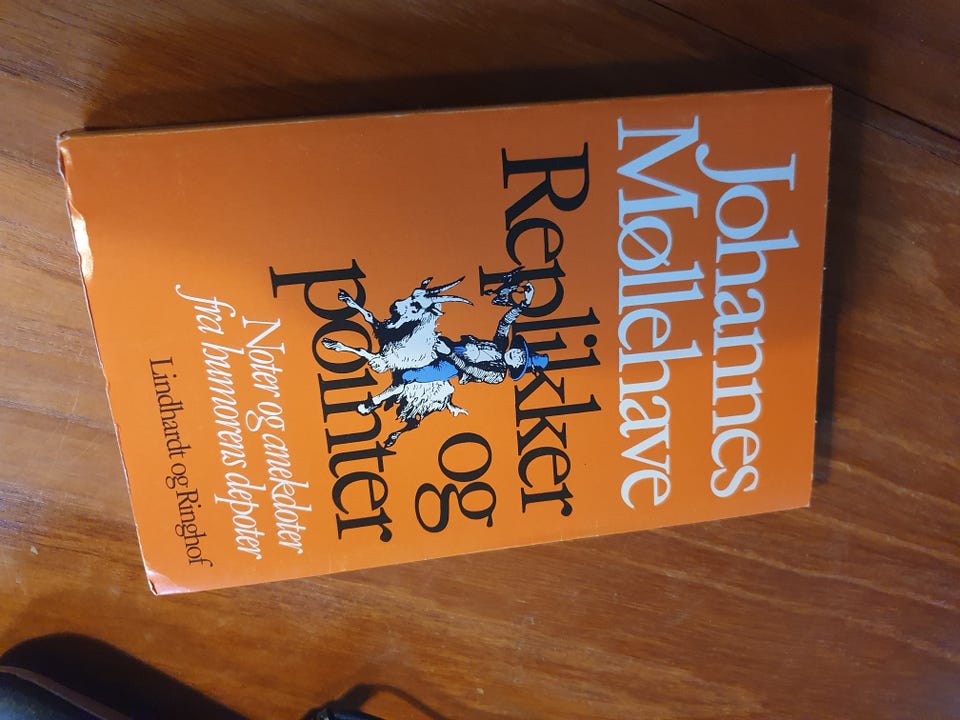 Johannes
Møllehave
Replikker
og
pointer
Noter og anekdoter
fra humorens depoter
Lindhardt og Ringhof